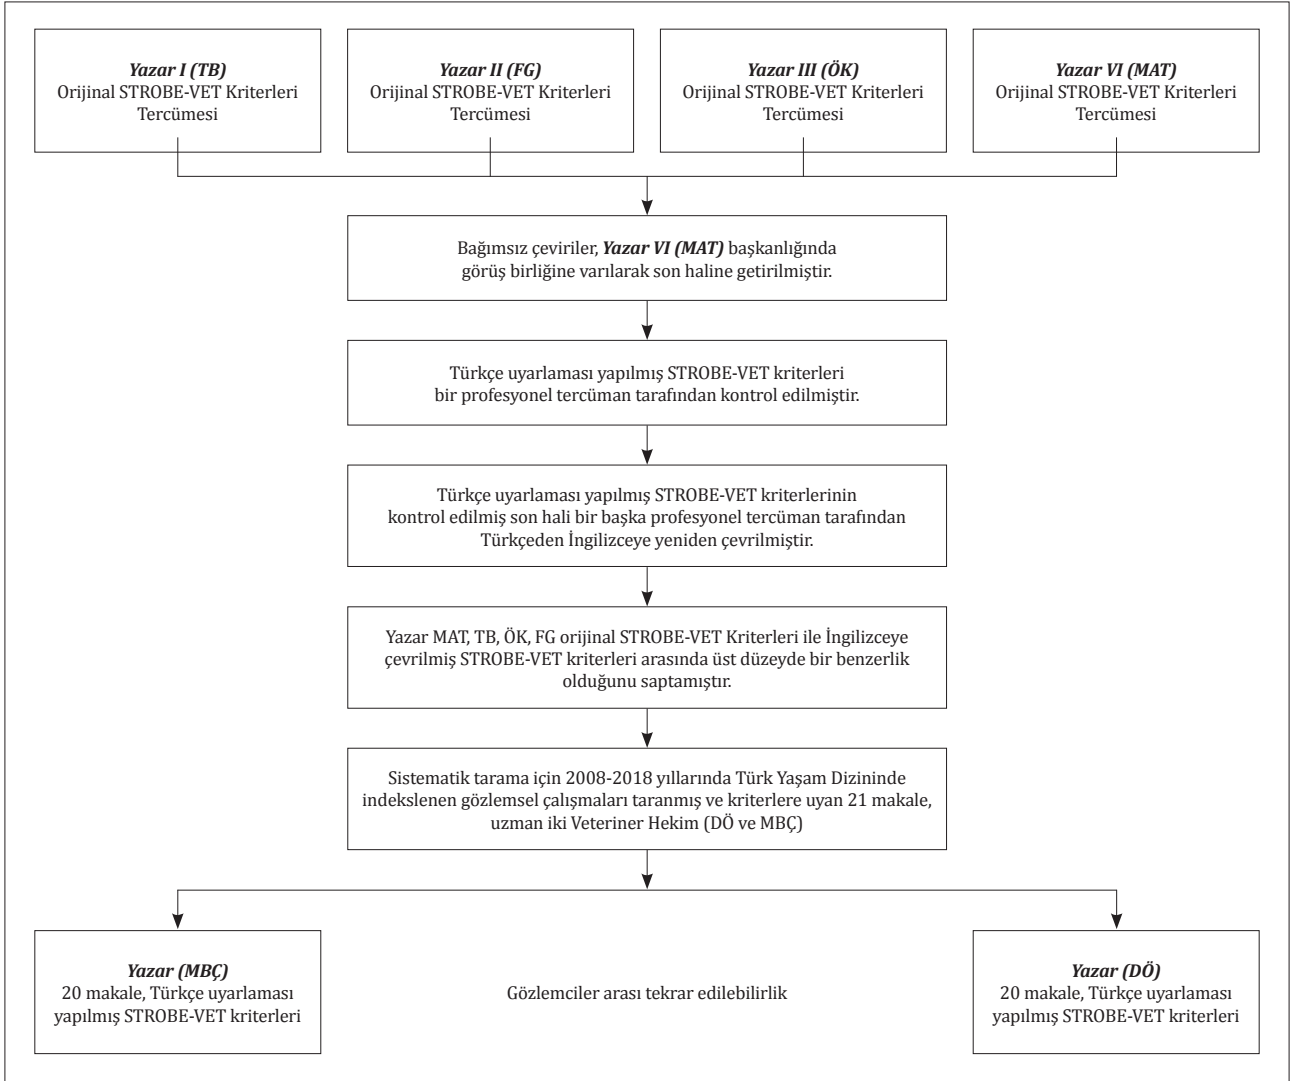 Yazar I (TB)
Orijinal STROBE-VET Kriterleri
Tercümesi
Yazar II (FG)
Orijinal STROBE-VET Kriterleri
Tercümesi
Yazar III (ÖK)
Orijinal STROBE-VET Kriterleri
Tercümesi
Yazar VI (MAT)
Orijinal STROBE-VET Kriterleri
Tercümesi
Bağımsız çeviriler, Yazar VI (MAT) başkanlığında
görüş birliğine varılarak son haline getirilmiştir.
Türkçe uyarlaması yapılmış STROBE-VET kriterleri
bir profesyonel tercüman tarafından kontrol edilmiştir.
Türkçe uyarlaması yapılmış STROBE-VET kriterlerinin
kontrol edilmiş son hali bir başka profesyonel tercüman tarafından
Türkçeden İngilizceye yeniden çevrilmiştir.
Yazar MAT, TB, ÖK, FG orijinal STROBE-VET Kriterleri ile İngilizceye
çevrilmiş STROBE-VET kriterleri arasında üst düzeyde bir benzerlik
olduğunu saptamıştır.
Sistematik tarama için 2008-2018 yıllarında Türk Yaşam Dizininde
indekslenen gözlemsel çalışmaları taranmış ve kriterlere uyan 21 makale,
uzman iki Veteriner Hekim (DÖ ve MBÇ)
Yazar (MBÇ)
20 makale, Türkçe uyarlaması
yapılmış STROBE-VET kriterleri
Gözlemciler arası tekrar edilebilirlik
Yazar (DÖ)
20 makale, Türkçe uyarlaması
yapılmış STROBE-VET kriterleri